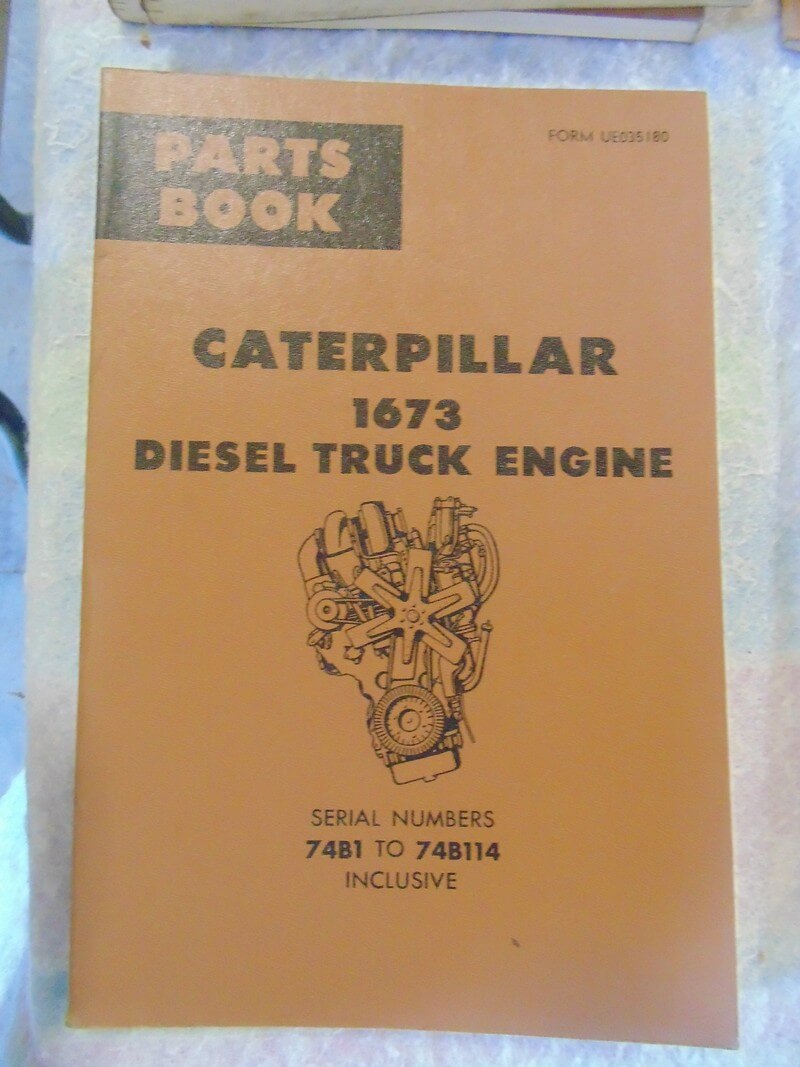 PARTS
BOOK
FORM UE035180
CATERPILLAR
1673
DIESEL TRUCK ENGINE
SERIAL NUMBERS
74B1 TO 74B114
INCLUSIVE